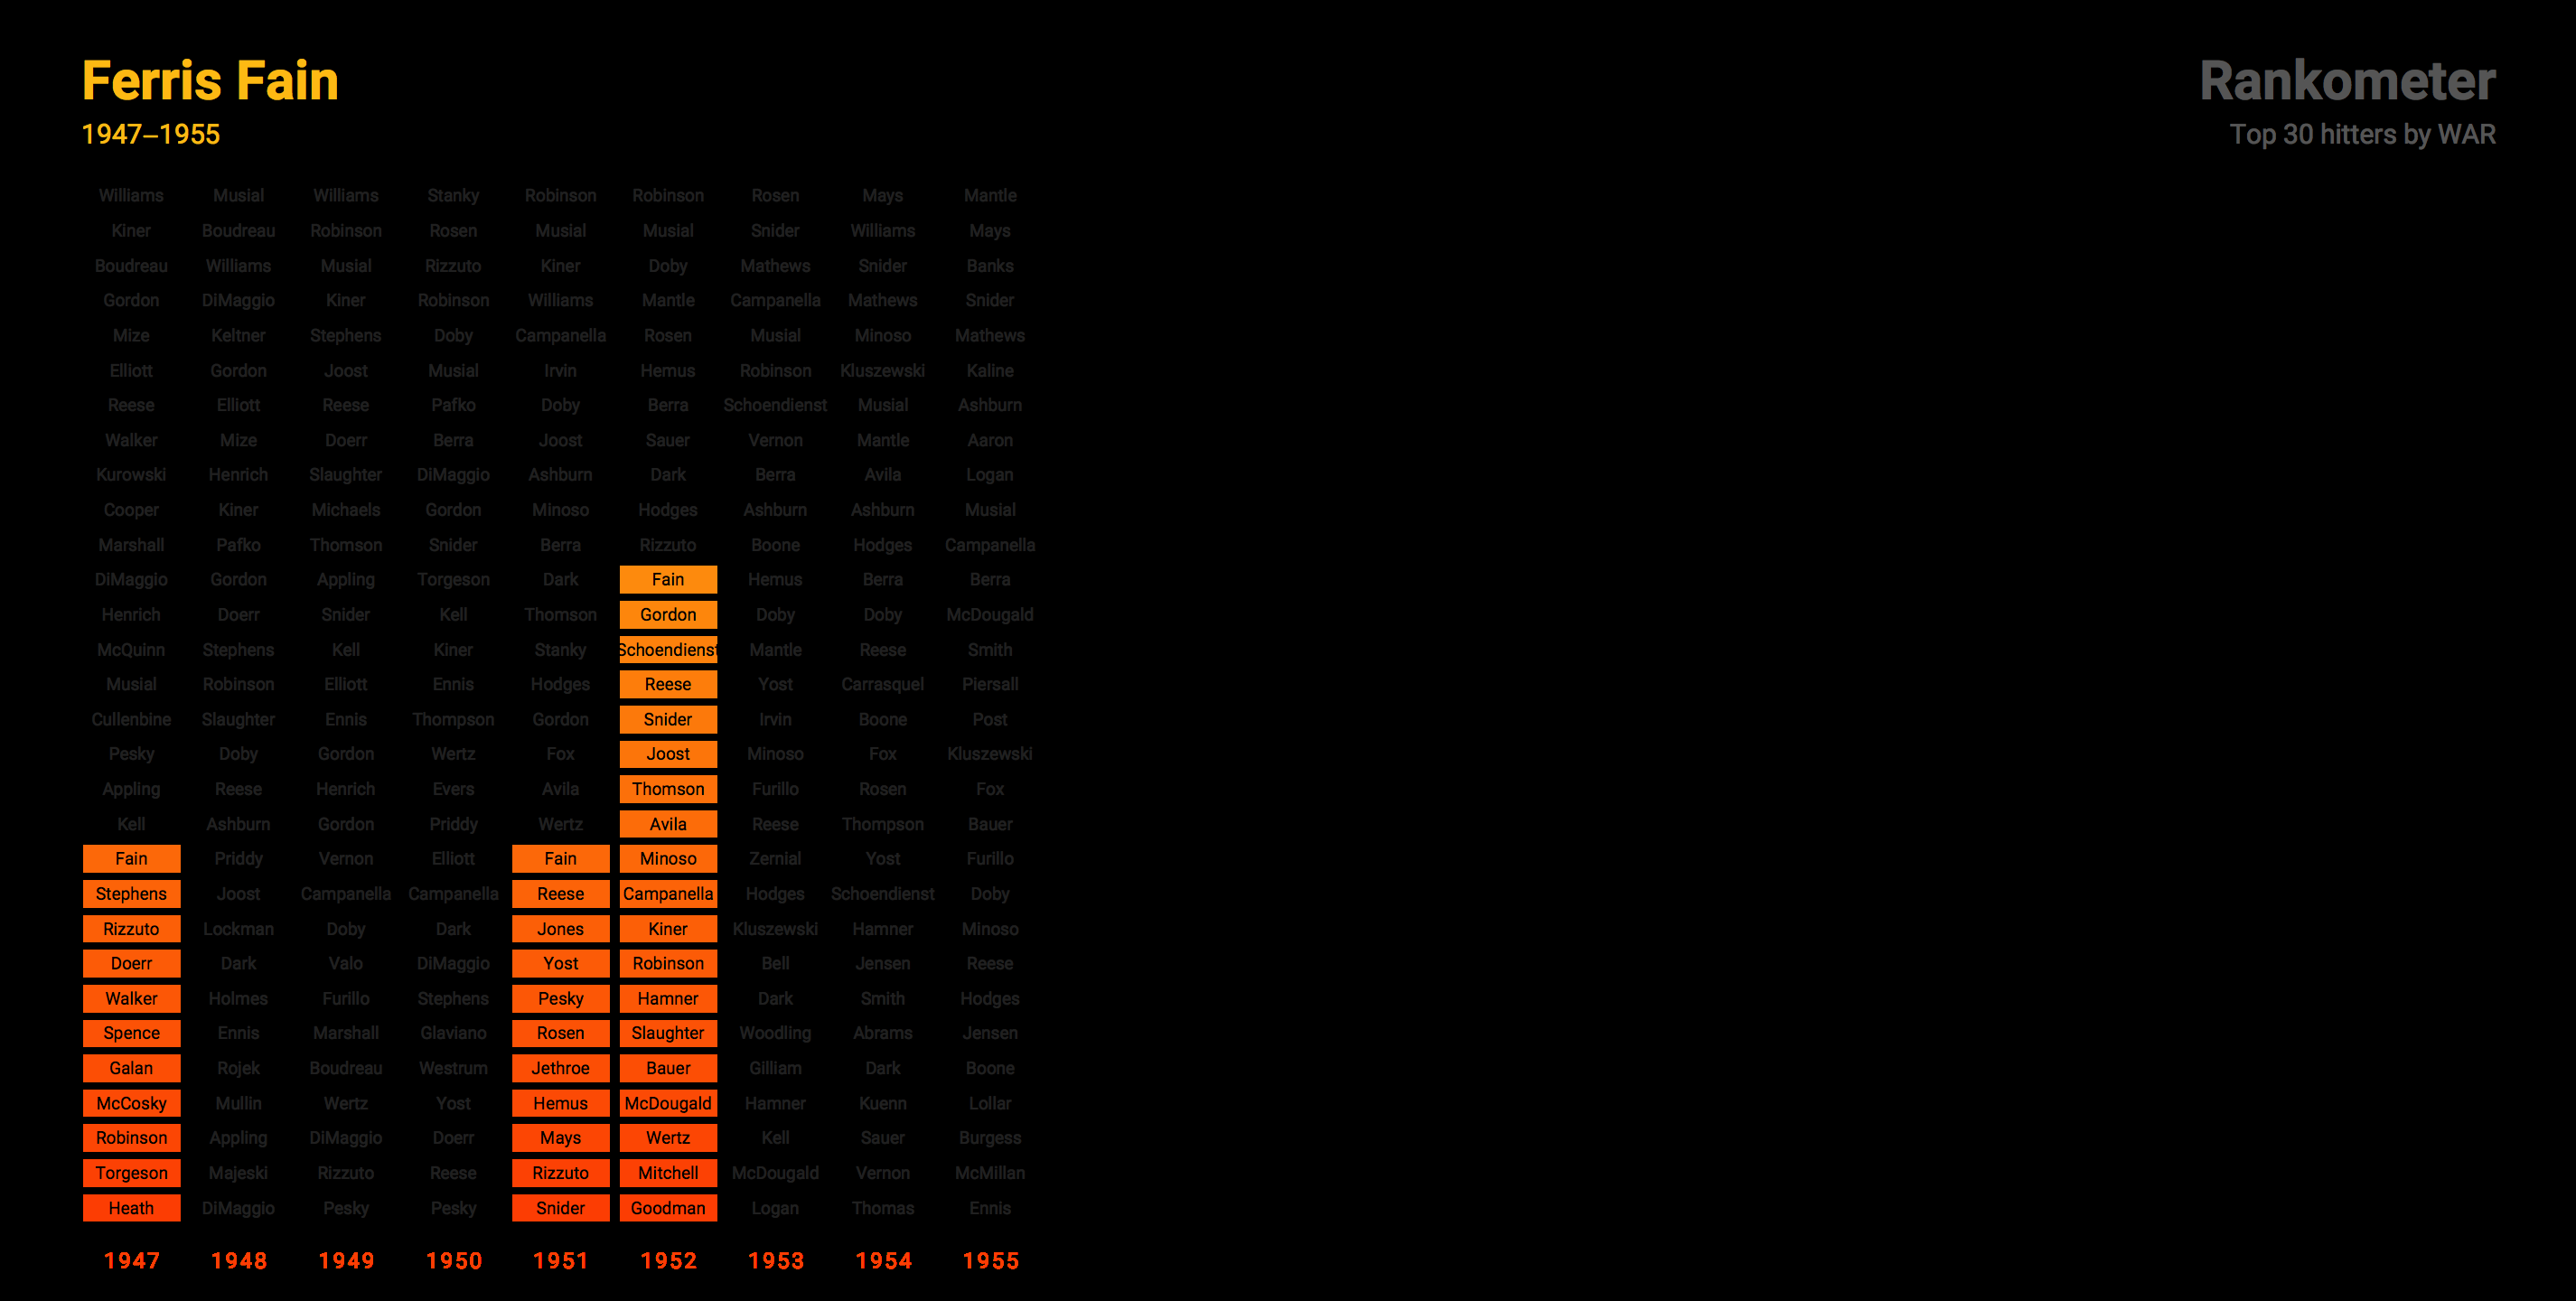 Ferris Fain
1947–1955
Rankometer
Top 30 hitters by WAR
Williams Musial Williams Stanky Robinson Robinson Rosen Mays Mantle
Kiner Boudreau Robinson Rosen Musial Musial Snider Williams Mays
Boudreau Williams Musial Rizzuto Kiner Doby Mathews Snider Banks
Gordon DiMaggio Kiner Robinson Williams Mantle Campanella Mathews Snider
Mize Keltner Stephens Doby Campanella Rosen Musial Minoso Mathews
Elliott Gordon Joost Musial Irvin Hemus Robinson Kluszewski Kaline
Reese Elliott Reese Pafko Doby Berra Schoendienst Musial Ashburn
Walker Mize Doerr Berra Joost Sauer Vernon Mantle Aaron
Kurowski Henrich Slaughter DiMaggio Ashburn Dark Berra Avila Logan
Cooper Kiner Michaels Gordon Minoso Hodges Ashburn Ashburn Musial
Marshall Pafko Thomson Snider Berra Rizzuto Boone Hodges Campanella
DiMaggio Gordon Appling Torgeson Dark Fain Hemus Berra Berra
Henrich Doerr Snider Kell Thomson Gordon Doby Doby McDougald
McQuinn Stephens Kell Kiner Stanky Schoendienst Mantle Reese Smith
Musial Robinson Elliott Ennis Hodges Reese Yost Carrasquel Piersall
Cullenbine Slaughter Ennis Thompson Gordon Snider Irvin Boone Post
Pesky Doby Gordon Wertz Fox Joost Minoso Fox Kluszewski
Appling Reese Henrich Evers Avila Thomson Furillo Rosen Fox
Kell Ashburn Gordon Priddy Wertz Avila Reese Thompson Bauer
Fain Priddy Vernon Elliott Fain Minoso Zernial Yost Furillo
Stephens Joost Campanella Campanella Reese Campanella Hodges Schoendienst Doby
Rizzuto Lockman Doby Dark Jones Kiner Kluszewski Hamner Minoso
Doerr Dark Valo DiMaggio Yost Robinson Bell Jensen Reese
Walker Holmes Furillo Stephens Pesky Hamner Dark Smith Hodges
Spence Ennis Marshall Glaviano Rosen Slaughter Woodling Abrams Jensen
Galan Rojek Boudreau Westrum Jethroe Bauer Gilliam Dark Boone
McCosky Mullin Wertz Yost Hemus McDougald Hamner Kuenn Lollar
Robinson Appling DiMaggio Doerr Mays Wertz Kell Sauer Burgess
Torgeson Majeski Rizzuto Reese Rizzuto Mitchell McDougald Vernon McMillan
Heath DiMaggio Pesky Pesky Snider Goodman Logan Thomas Ennis
1947 1948 1949 1950 1951 1952 1953 1954 1955